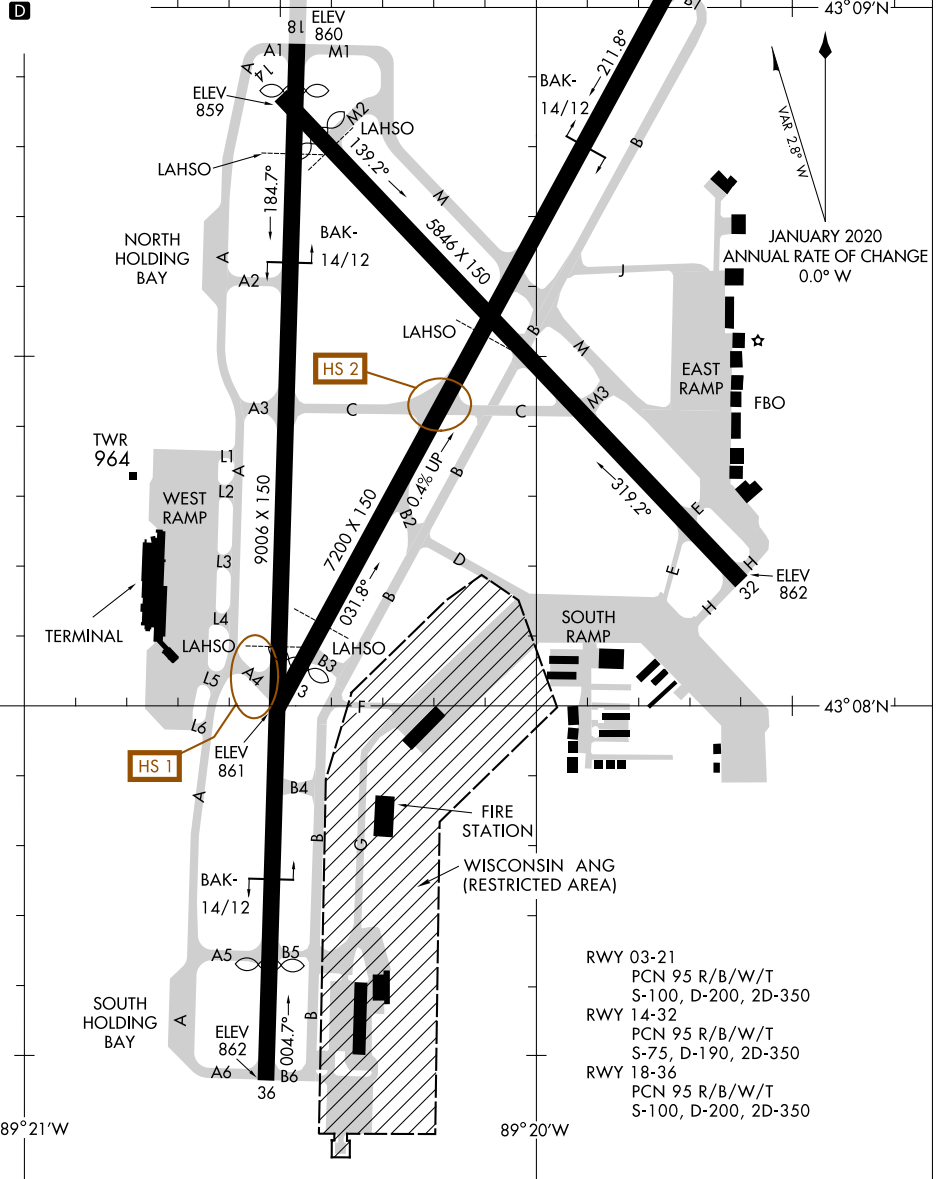 D
43°09'N
18
ELEV
860
A1
M1
A
14
211.8°
BAK-
14/12
ELEV
859
M2
LAHSO
VAR 2.8° W
139.2°
LAHSO
B
184.7°
M
NORTH
HOLDING
BAY
BAK-
14/12
5846 X 150
JANUARY 2020
ANNUAL RATE OF CHANGE
0.0° W
A
A2
J
LAHSO
B
M
HS 2
EAST
RAMP
A3
C
C
M3
FBO
TWR
964
L1
A
0.4% UP
B
319.2°
L2
WEST
RAMP
9006 X 150
7200 X 150
B2
E
L3
D
E
H
ELEV
862
32
031.8°
B
H
L4
SOUTH
RAMP
TERMINAL
LAHSO
LAHSO
A4
B3
L5
3
F
43°08'N
L6
ELEV
861
HS 1
A
B4
FIRE
STATION
B
G
WISCONSIN ANG
(RESTRICTED AREA)
BAK-
14/12
A5
B5
RWY 03-21
PCN 95 R/B/W/T
S-100, D-200, 2D-350
RWY 14-32
PCN 95 R/B/W/T
S-75, D-190, 2D-350
RWY 18-36
PCN 95 R/B/W/T
S-100, D-200, 2D-350
SOUTH
HOLDING
BAY
A
B
004.7°
ELEV
862
A6
B6
36
89°21'W
89°20'W